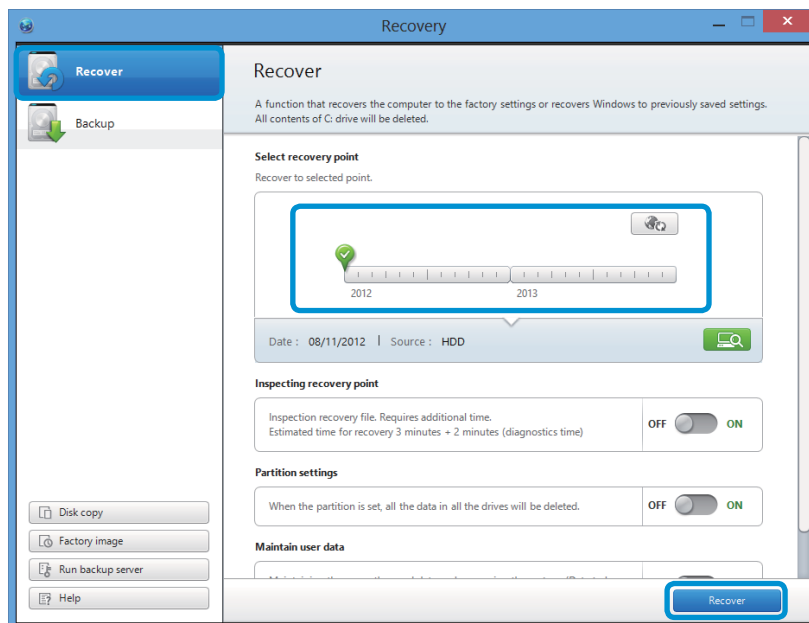 Recovery
Recover
Backup
Disk copy
Factory image
Run backup server
Help
Recover
A function that recovers the computer to the factory settings or recovers Windows to previously saved settings.
All contents of C: drive will be deleted.
Select recovery point
Recover to selected point.
2012 2013
Date : 08/11/2012 | Source : HDD
Inspecting recovery point
Inspection recovery file. Requires additional time.
Estimated time for recovery 3 minutes + 2 minutes (diagnostics time)
OFF ON
Partition settings
When the partition is set, all the data in all the drives will be deleted.
OFF ON
Maintain user data
Recover